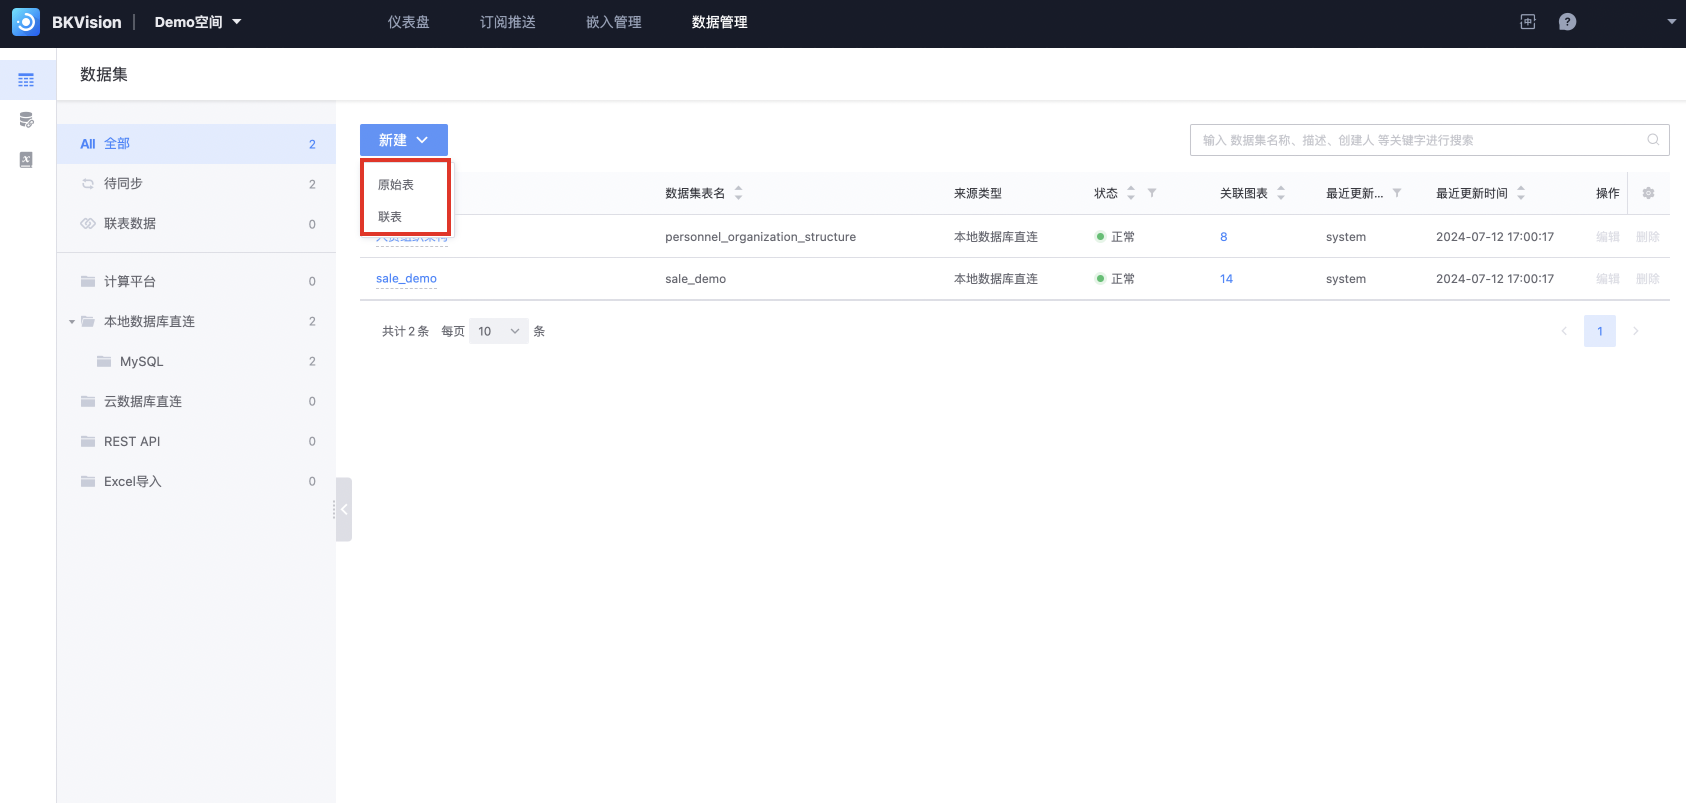 BKVision
Demo空间
仪表盘
订阅推送
嵌入管理
数据管理
数据集
All 全部 2
待同步 2
联表数据 0
计算平台 0
本地数据库直连 2
MySQL 2
云数据库直连 0
REST API 0
Excel导入 0
新建
原始表
联表
输入 数据集名称、描述、创建人 等关键字进行搜索
数据集表名 来源类型 状态 关联图表 最近更新... 最近更新时间 操作
personnel_organization_structure 本地数据库直连 正常 8 system 2024-07-12 17:00:17 编辑 删除
sale_demo sale_demo 本地数据库直连 正常 14 system 2024-07-12 17:00:17 编辑 删除
共计 2 条 每页 10 条
1